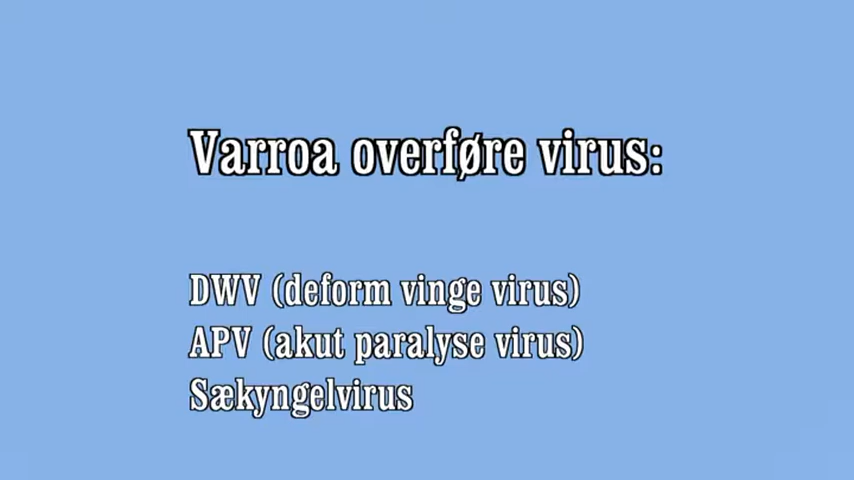 Varroa overføre virus:
DWV (deform vinge virus)
APV (akut paralyse virus)
Sækyngelvirus